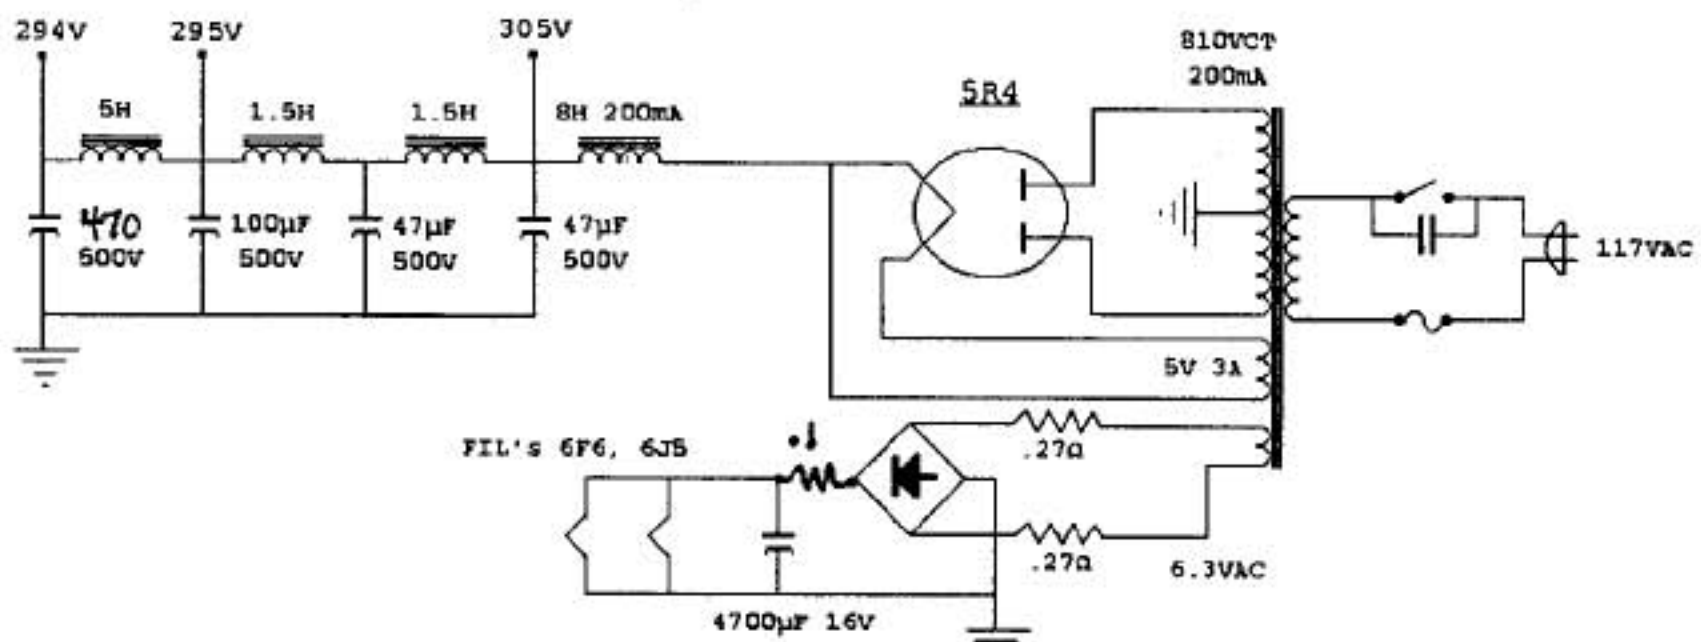 294V
295V
305V
810VCT
200mA
5R4
5H
1.5H
1.5H
8H 200mA
470
500V
100µF
500V
47µF
500V
47µF
500V
117VAC
5V 3A
FIL's 6F6, 6J5
.1
.27Ω
.27Ω
6.3VAC
4700µF 16V